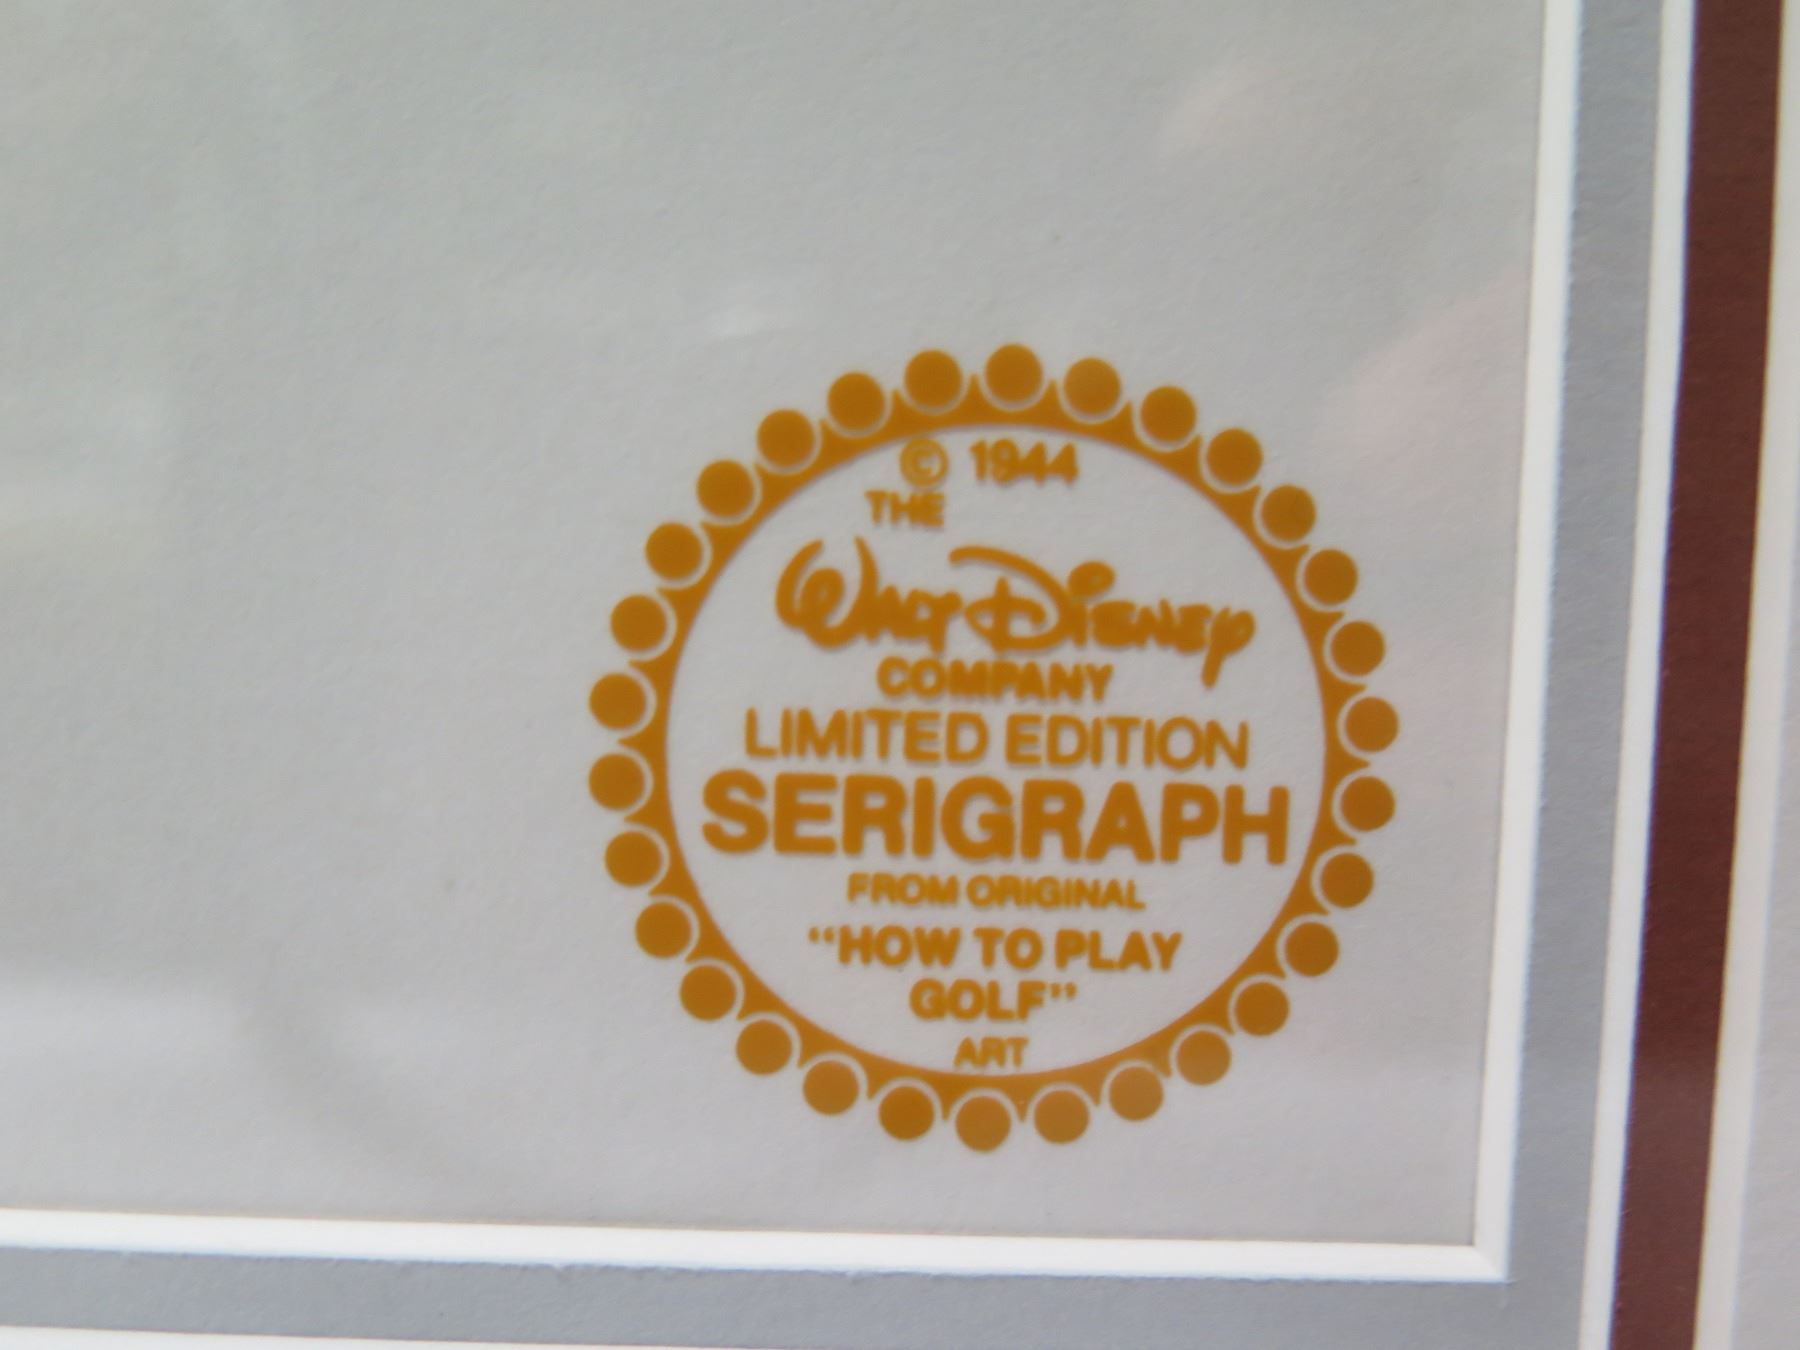 © 1944
THE
WALT DISNEY
COMPANY
LIMITED EDITION
SERIGRAPH
FROM ORIGINAL
“HOW TO PLAY
GOLF”
ART